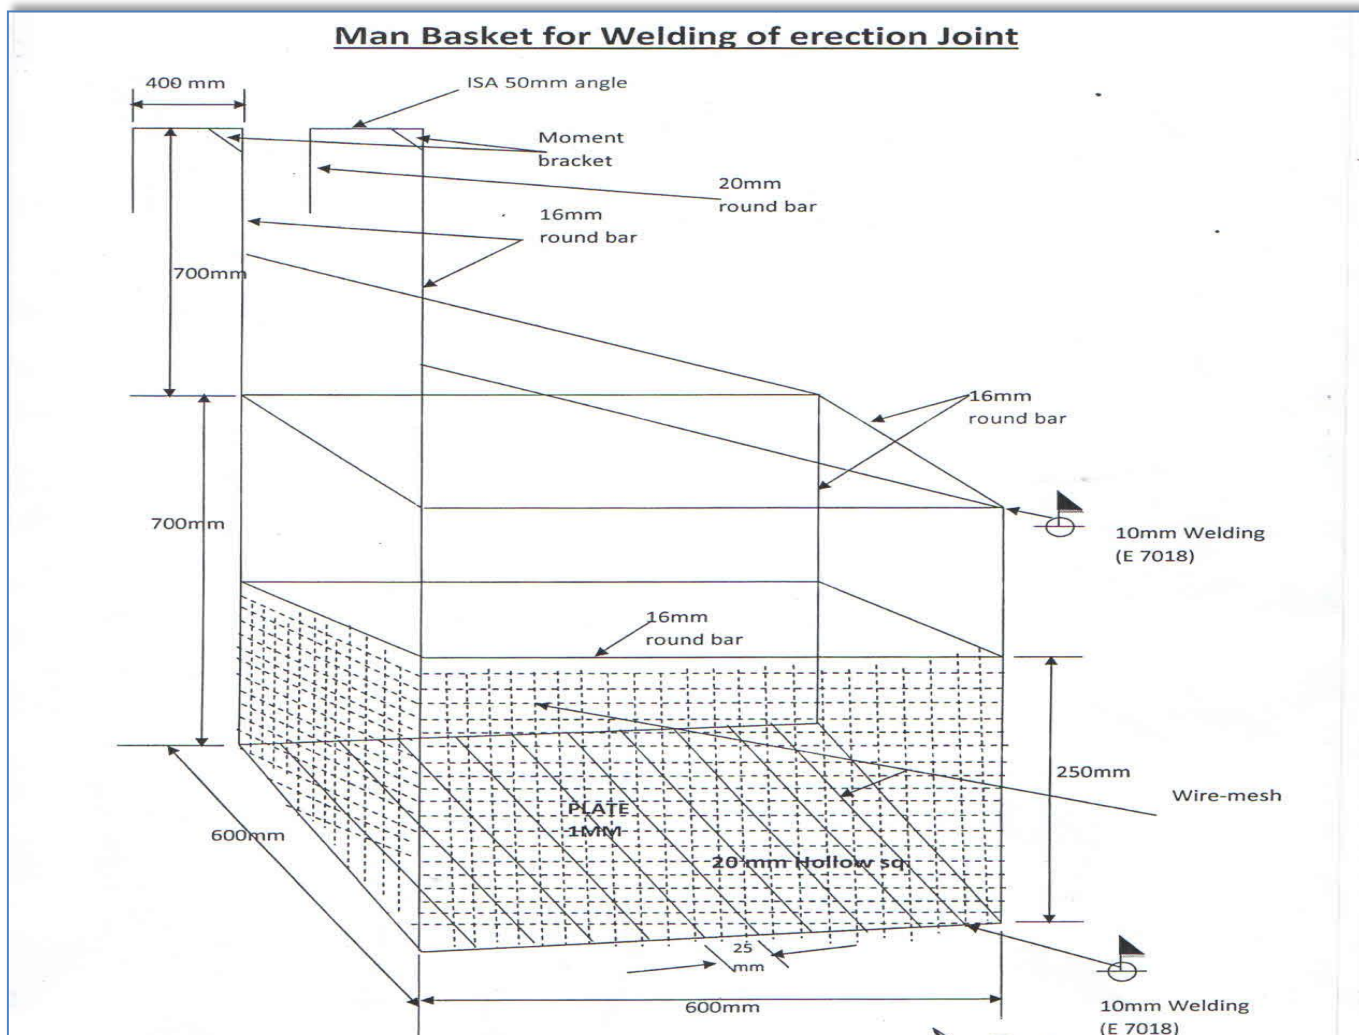 Man Basket for Welding of erection Joint
400 mm
ISA 50mm angle
Moment
bracket
20mm
round bar
16mm
round bar
700mm
16mm
round bar
700mm
10mm Welding
(E 7018)
16mm
round bar
250mm
Wire-mesh
PLATE
1MM
600mm
20 mm Hollow sq
25
mm
600mm
10mm Welding
(E 7018)